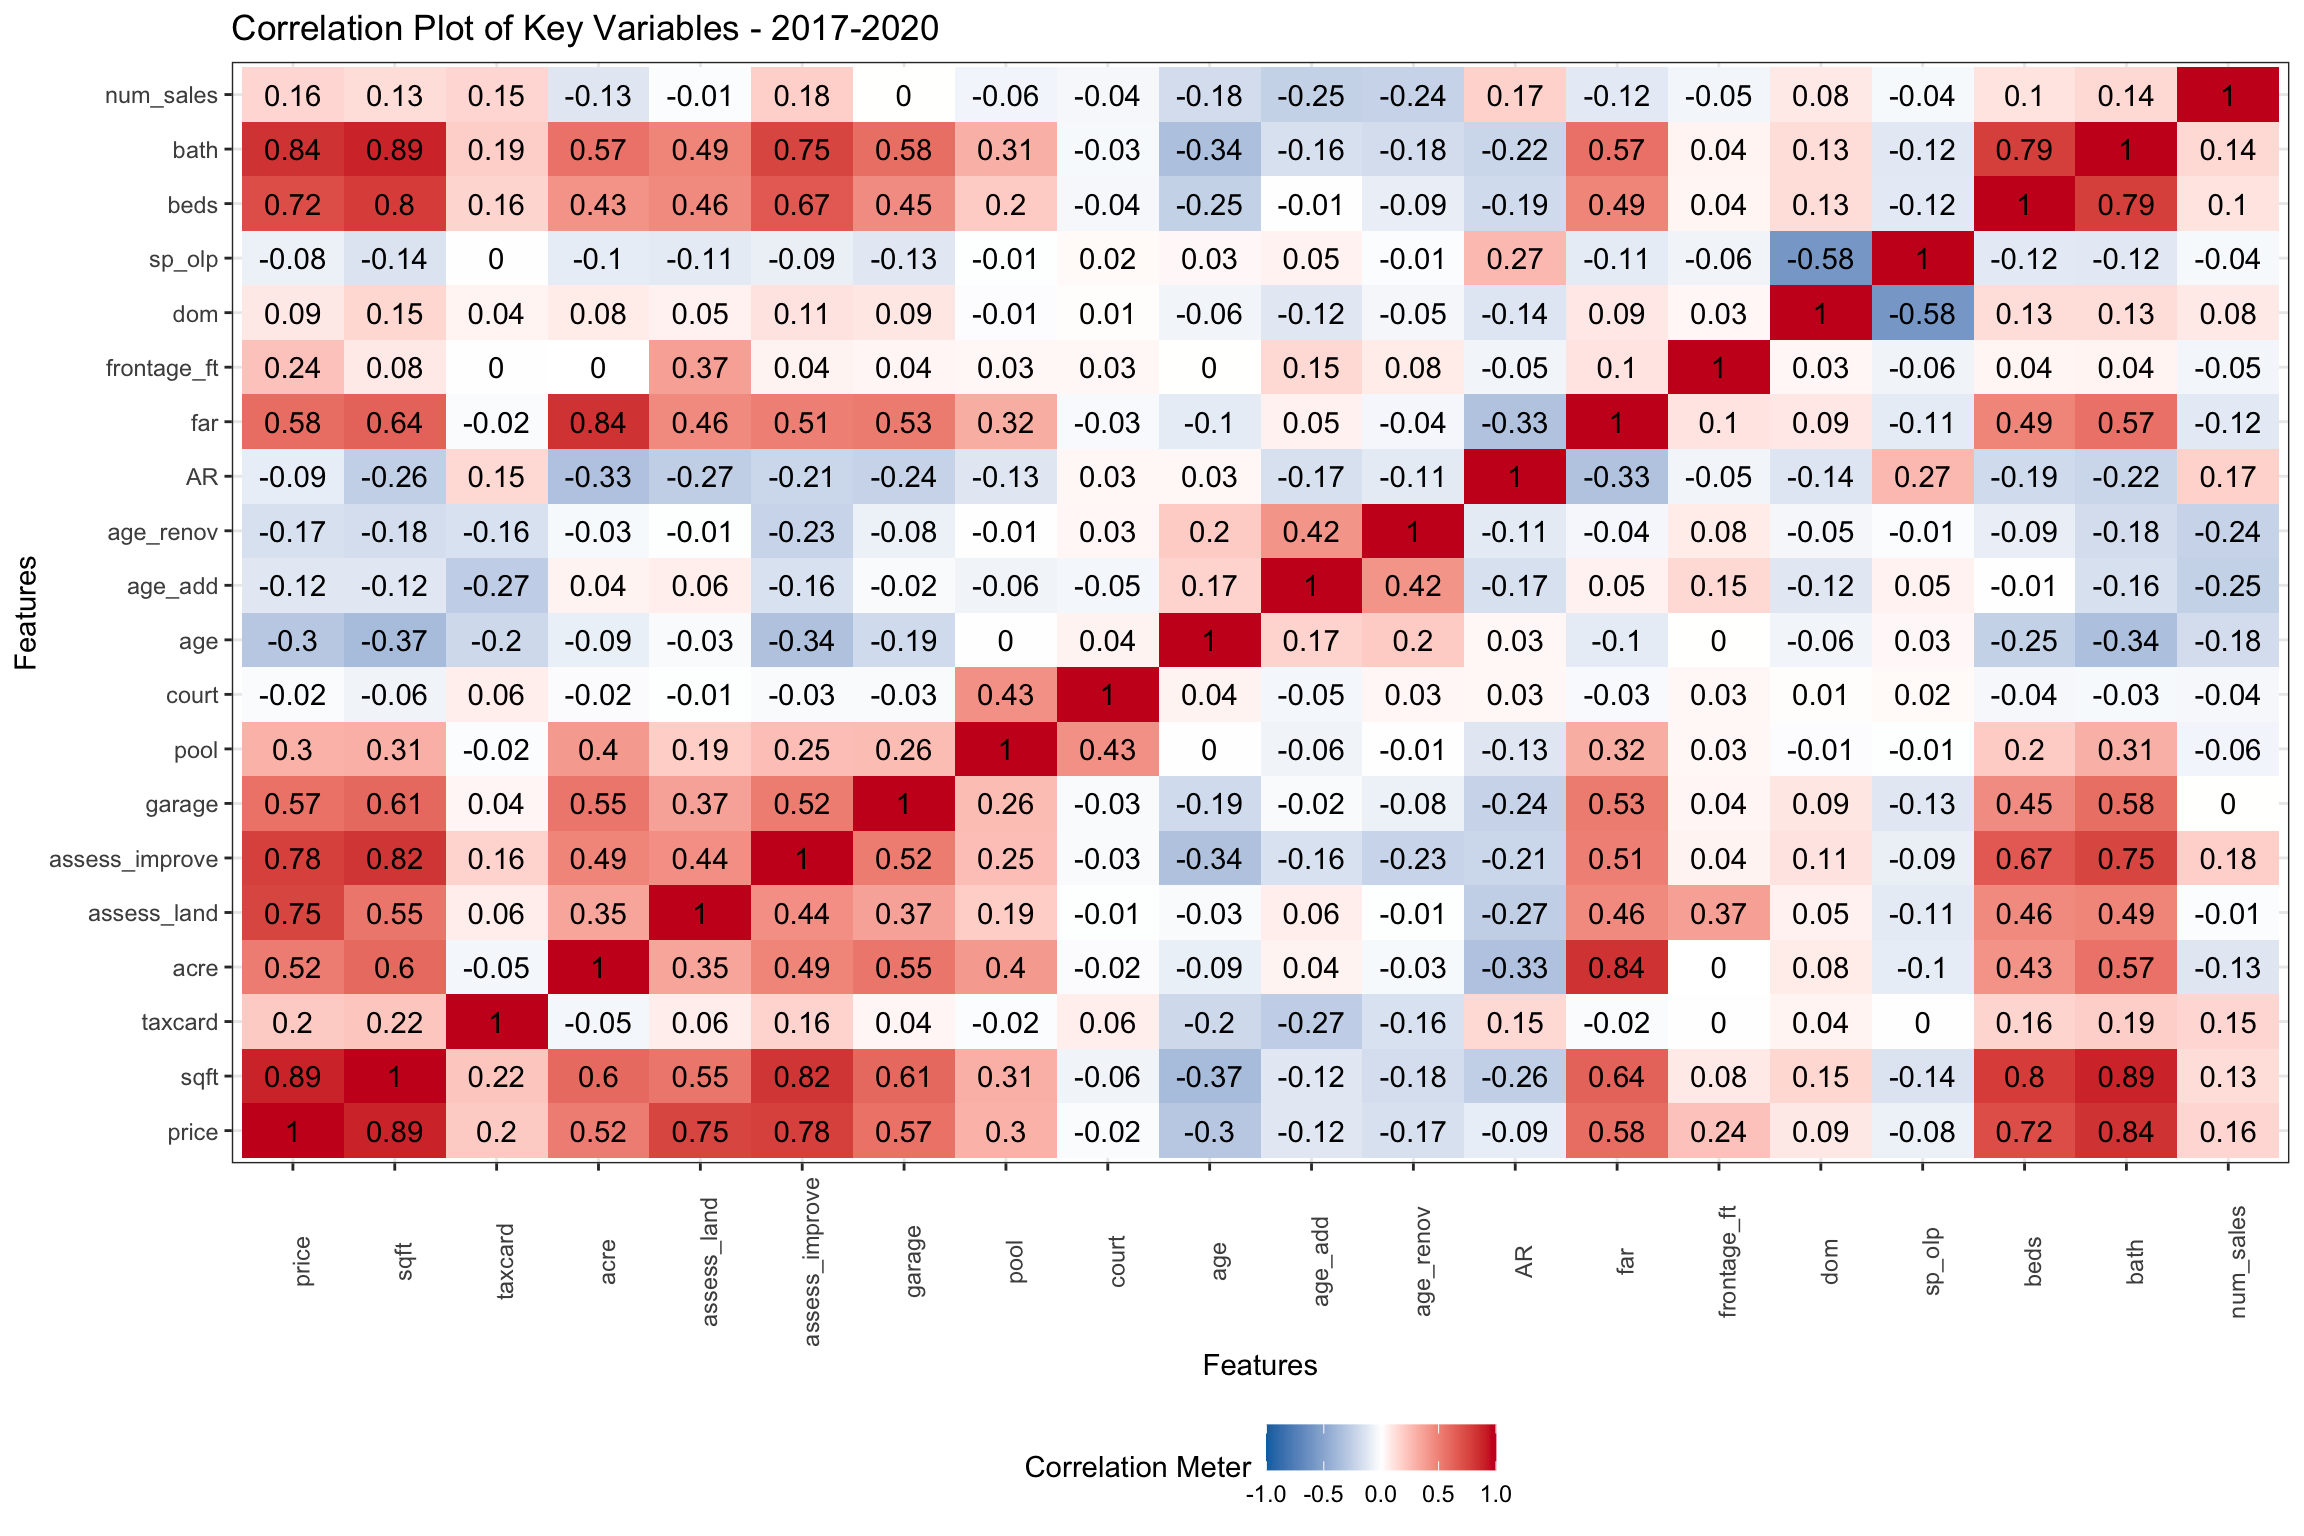 Correlation Plot of Key Variables - 2017-2020
num_sales 0.16 0.13 0.15 -0.13 -0.01 0.18 0 -0.06 -0.04 -0.18 -0.25 -0.24 0.17 -0.12 -0.05 0.08 -0.04 0.1 0.14 1
bath 0.84 0.89 0.19 0.57 0.49 0.75 0.58 0.31 -0.03 -0.34 -0.16 -0.18 -0.22 0.57 0.04 0.13 -0.12 0.79 1 0.14
beds 0.72 0.8 0.16 0.43 0.46 0.67 0.45 0.2 -0.04 -0.25 -0.01 -0.09 -0.19 0.49 0.04 0.13 -0.12 1 0.79 0.1
sp_olp -0.08 -0.14 0 -0.1 -0.11 -0.09 -0.13 -0.01 0.02 0.03 0.05 -0.01 0.27 -0.11 -0.06 -0.58 1 -0.12 -0.12 -0.04
dom 0.09 0.15 0.04 0.08 0.05 0.11 0.09 -0.01 0.01 -0.06 -0.12 -0.05 -0.14 0.09 0.03 1 -0.58 0.13 0.13 0.08
frontage_ft 0.24 0.08 0 0 0.37 0.04 0.04 0.03 0.03 0 0.15 0.08 -0.05 0.1 1 0.03 -0.06 0.04 0.04 -0.05
far 0.58 0.64 -0.02 0.84 0.46 0.51 0.53 0.32 -0.03 -0.1 0.05 -0.04 -0.33 1 0.1 0.09 -0.11 0.49 0.57 -0.12
AR -0.09 -0.26 0.15 -0.33 -0.27 -0.21 -0.24 -0.13 0.03 0.03 -0.17 -0.11 1 -0.33 -0.05 -0.14 0.27 -0.19 -0.22 0.17
age_renov -0.17 -0.18 -0.16 -0.03 -0.01 -0.23 -0.08 -0.01 0.03 0.2 0.42 1 -0.11 -0.04 0.08 -0.05 -0.01 -0.09 -0.18 -0.24
age_add -0.12 -0.12 -0.27 0.04 0.06 -0.16 -0.02 -0.06 -0.05 0.17 1 0.42 -0.17 0.05 0.15 -0.12 0.05 -0.01 -0.16 -0.25
age -0.3 -0.37 -0.2 -0.09 -0.03 -0.34 -0.19 0 0.04 1 0.17 0.2 0.03 -0.1 0 -0.06 0.03 -0.25 -0.34 -0.18
court -0.02 -0.06 0.06 -0.02 -0.01 -0.03 -0.03 0.43 1 0.04 -0.05 0.03 0.03 -0.03 0.03 0.01 0.02 -0.04 -0.03 -0.04
pool 0.3 0.31 -0.02 0.4 0.19 0.25 0.26 1 0.43 0 -0.06 -0.01 -0.13 0.32 0.03 -0.01 -0.01 0.2 0.31 -0.06
garage 0.57 0.61 0.04 0.55 0.37 0.52 1 0.26 -0.03 -0.19 -0.02 -0.08 -0.24 0.53 0.04 0.09 -0.13 0.45 0.58 0
assess_improve 0.78 0.82 0.16 0.49 0.44 1 0.52 0.25 -0.03 -0.34 -0.16 -0.23 -0.21 0.51 0.04 0.11 -0.09 0.67 0.75 0.18
assess_land 0.75 0.55 0.06 0.35 1 0.44 0.37 0.19 -0.01 -0.03 0.06 -0.01 -0.27 0.46 0.37 0.05 -0.11 0.46 0.49 -0.01
acre 0.52 0.6 -0.05 1 0.35 0.49 0.55 0.4 -0.02 -0.09 0.04 -0.03 -0.33 0.84 0 0.08 -0.1 0.43 0.57 -0.13
taxcard 0.2 0.22 1 -0.05 0.06 0.16 0.04 -0.02 0.06 -0.2 -0.27 -0.16 0.15 -0.02 0 0.04 0 0.16 0.19 0.15
sqft 0.89 1 0.22 0.6 0.55 0.82 0.61 0.31 -0.06 -0.37 -0.12 -0.18 -0.26 0.64 0.08 0.15 -0.14 0.8 0.89 0.13
price 1 0.89 0.2 0.52 0.75 0.78 0.57 0.3 -0.02 -0.3 -0.12 -0.17 -0.09 0.58 0.24 0.09 -0.08 0.72 0.84 0.16
Features
price sqft taxcard acre assess_land assess_improve garage pool court age age_add age_renov AR far frontage_ft dom sp_olp beds bath num_sales
Features
Correlation Meter
-1.0 -0.5 0.0 0.5 1.0